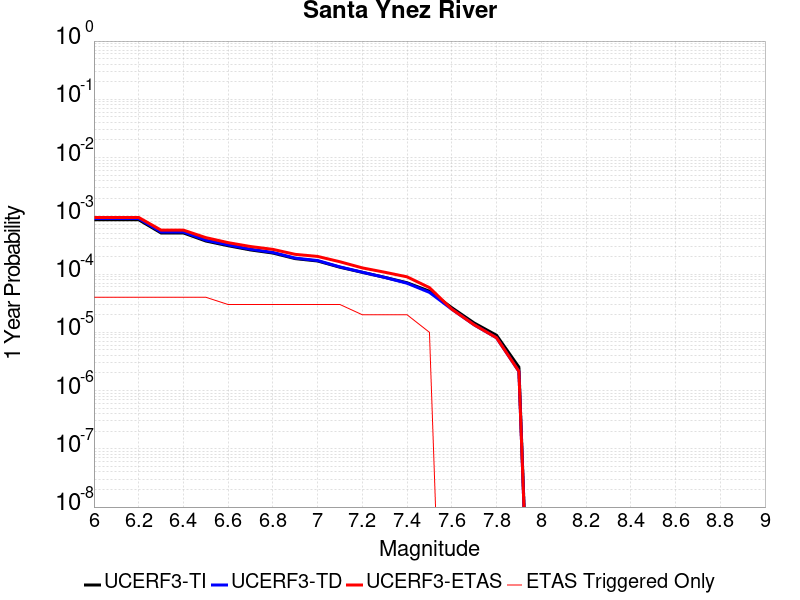 Santa Ynez River
1 Year Probability
10^0
10^-1
10^-2
10^-3
10^-4
10^-5
10^-6
10^-7
10^-8
6 6.2 6.4 6.6 6.8 7 7.2 7.4 7.6 7.8 8 8.2 8.4 8.6 8.8 9
Magnitude
UCERF3-TI UCERF3-TD UCERF3-ETAS ETAS Triggered Only